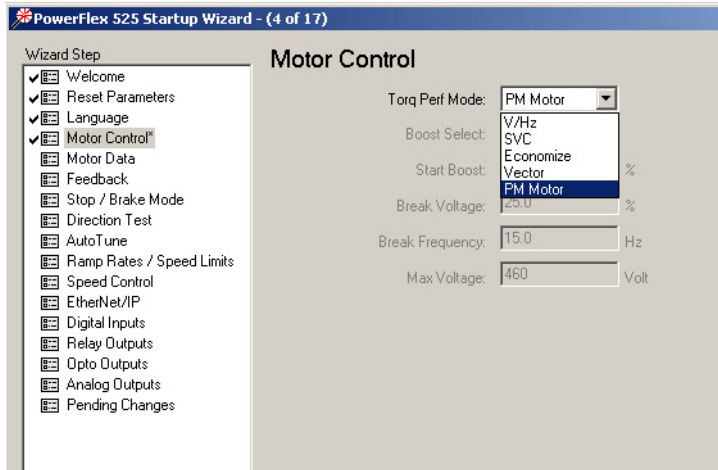 PowerFlex 525 Startup Wizard - (4 of 17)
Wizard Step
Welcome
Reset Parameters
Language
Motor Control*
Motor Data
Feedback
Stop / Brake Mode
Direction Test
AutoTune
Ramp Rates / Speed Limits
Speed Control
EtherNet/IP
Digital Inputs
Relay Outputs
Opto Outputs
Analog Outputs
Pending Changes
Motor Control
Torq Perf Mode: PM Motor
V/Hz
SVC
Economize
Vector
PM Motor
Boost Select:
Start Boost: %
Break Voltage: 25.0 %
Break Frequency: 15.0 Hz
Max Voltage: 460 Volt